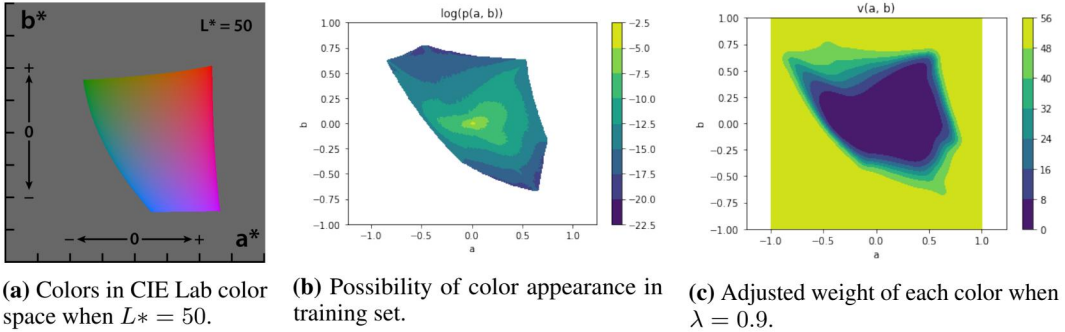 b*
L* = 50
+
0
−
− 0 +
a*
(a) Colors in CIE Lab color
space when L* = 50.
log(p(a, b))
1.00
0.75
0.50
0.25
0.00
−0.25
−0.50
−0.75
−1.00
b
−1.0 −0.5 0.0 0.5 1.0
a
−2.5
−5.0
−7.5
−10.0
−12.5
−15.0
−17.5
−20.0
−22.5
(b) Possibility of color appearance in
training set.
v(a, b)
1.00
0.75
0.50
0.25
0.00
−0.25
−0.50
−0.75
−1.00
b
−1.0 −0.5 0.0 0.5 1.0
a
56
48
40
32
24
16
8
0
(c) Adjusted weight of each color when
λ = 0.9.